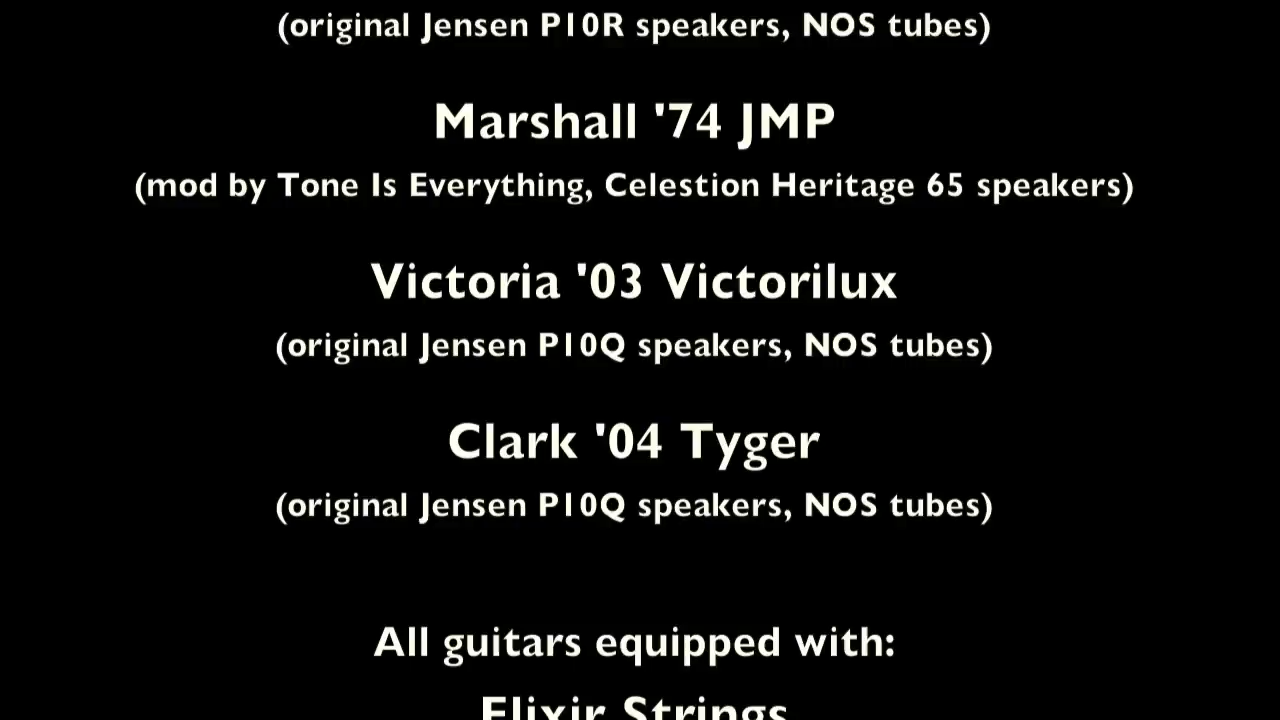 (original Jensen P10R speakers, NOS tubes)
Marshall '74 JMP
(mod by Tone Is Everything, Celestion Heritage 65 speakers)
Victoria '03 Victorilux
(original Jensen P10Q speakers, NOS tubes)
Clark '04 Tyger
(original Jensen P10Q speakers, NOS tubes)
All guitars equipped with:
Elixir Strings